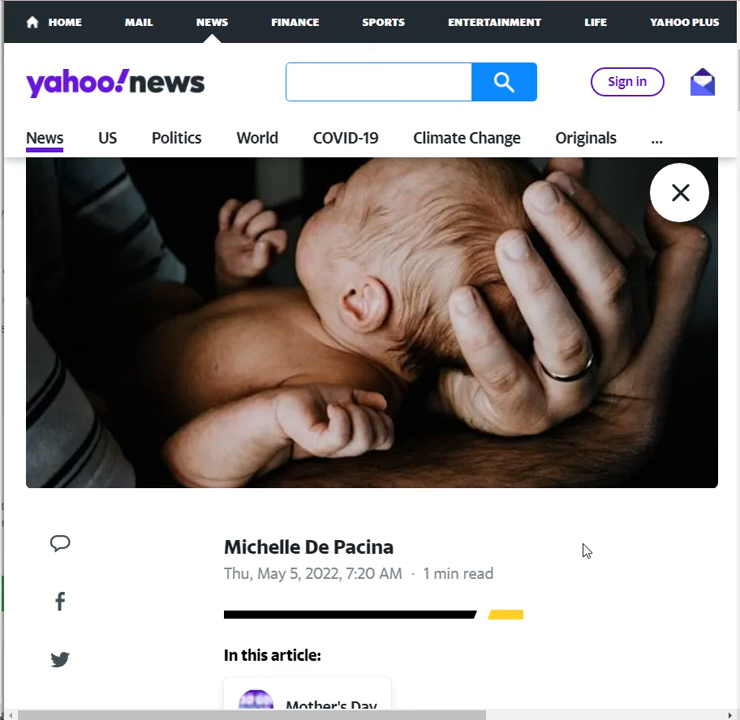 HOME MAIL NEWS FINANCE SPORTS ENTERTAINMENT LIFE YAHOO PLUS
yahoo!news
Sign in
News US Politics World COVID-19 Climate Change Originals ...
Michelle De Pacina
Thu, May 5, 2022, 7:20 AM · 1 min read
In this article:
Mother's Day